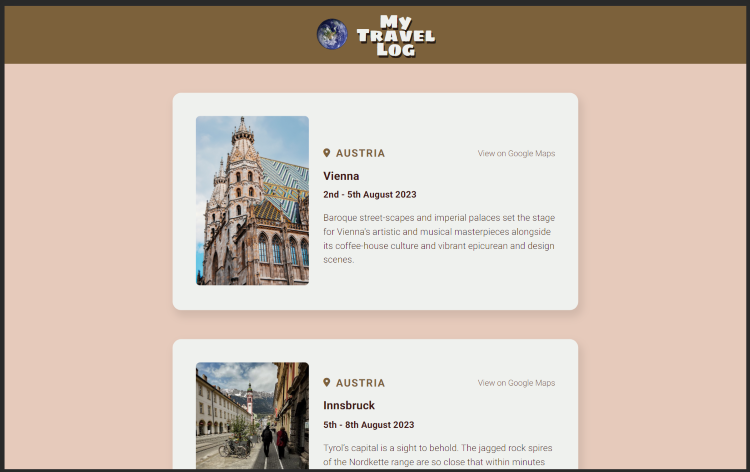 My
Travel
Log
AUSTRIA
View on Google Maps
Vienna
2nd - 5th August 2023
Baroque street-scapes and imperial palaces set the stage
for Vienna's artistic and musical masterpieces alongside
its coffee-house culture and vibrant epicurean and design
scenes.
AUSTRIA
View on Google Maps
Innsbruck
5th - 8th August 2023
Tyrol's capital is a sight to behold. The jagged rock spires
of the Nordkette range are so close that within minutes